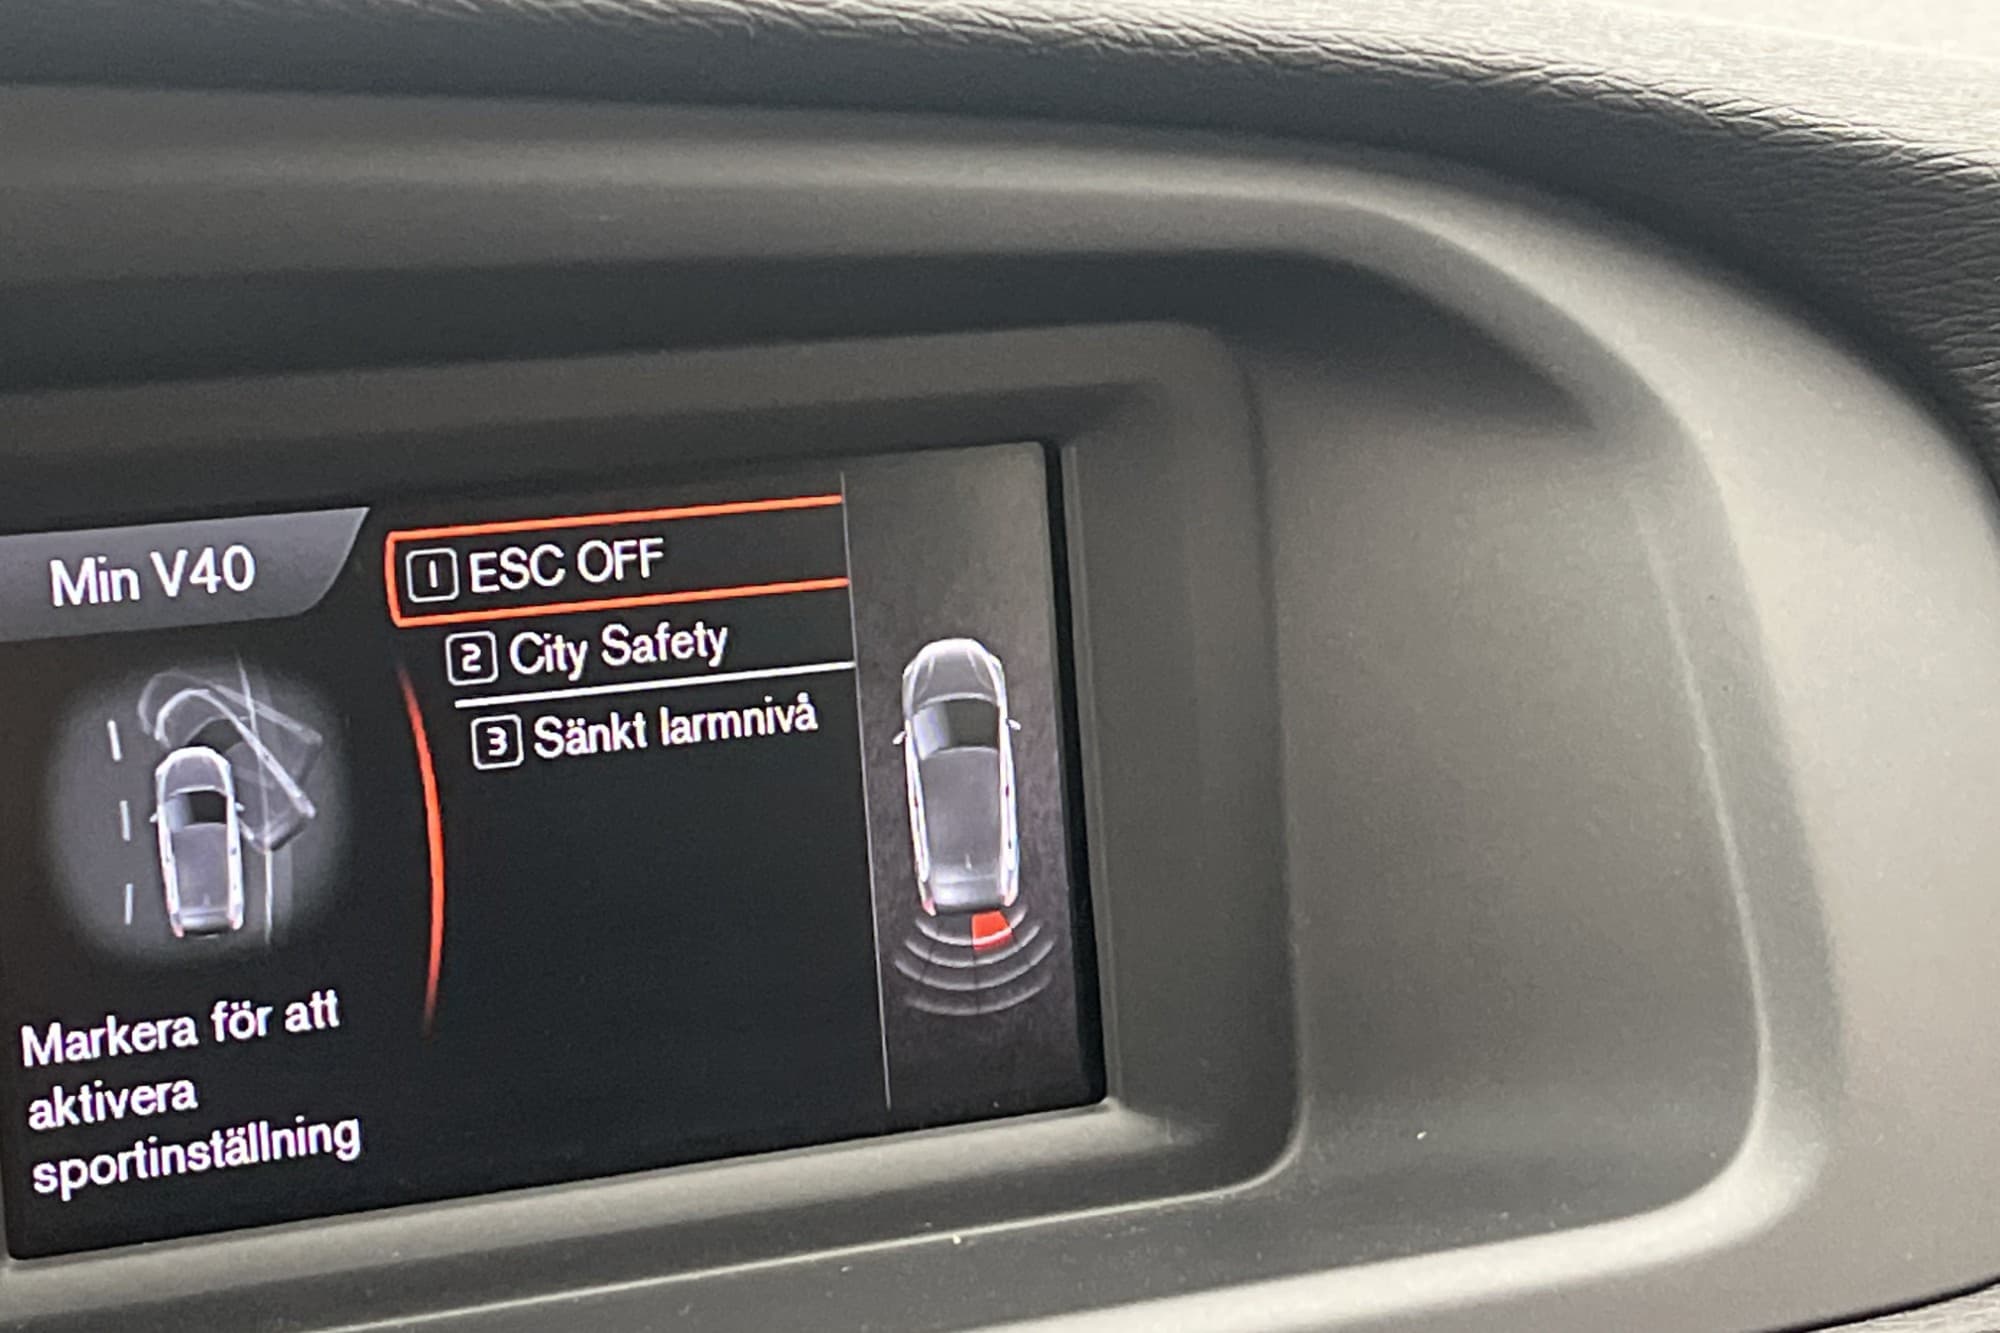 Min V40
1 ESC OFF
2 City Safety
3 Sänkt larmnivå
Markera för att
aktivera
sportinställning